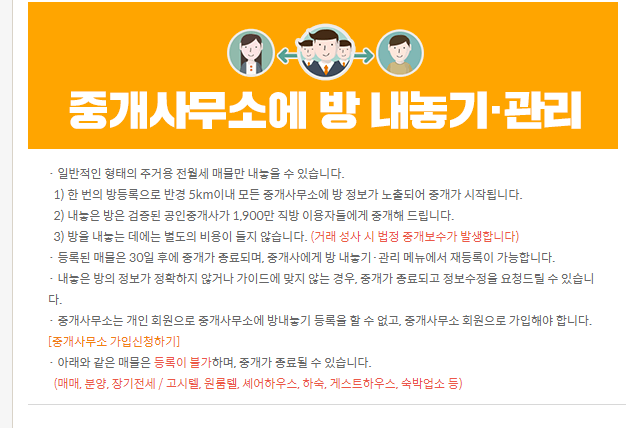 중개사무소에 방 내놓기·관리
· 일반적인 형태의 주거용 전월세 매물만 내놓을 수 있습니다.
1) 한 번의 방등록으로 반경 5km이내 모든 중개사무소에 방 정보가 노출되어 중개가 시작됩니다.
2) 내놓은 방은 검증된 공인중개사가 1,900만 직방 이용자들에게 중개해 드립니다.
3) 방을 내놓는 데에는 별도의 비용이 들지 않습니다. (거래 성사 시 법정 중개보수가 발생합니다)
· 등록된 매물은 30일 후에 중개가 종료되며, 중개사에게 방 내놓기·관리 메뉴에서 재등록이 가능합니다.
· 내놓은 방의 정보가 정확하지 않거나 가이드에 맞지 않는 경우, 중개가 종료되고 정보수정을 요청드릴 수 있습니
다.
· 중개사무소는 개인 회원으로 중개사무소에 방내놓기 등록을 할 수 없고, 중개사무소 회원으로 가입해야 합니다.
[중개사무소 가입신청하기]
· 아래와 같은 매물은 등록이 불가하며, 중개가 종료될 수 있습니다.
(매매, 분양, 장기전세 / 고시텔, 원룸텔, 셰어하우스, 하숙, 게스트하우스, 숙박업소 등)